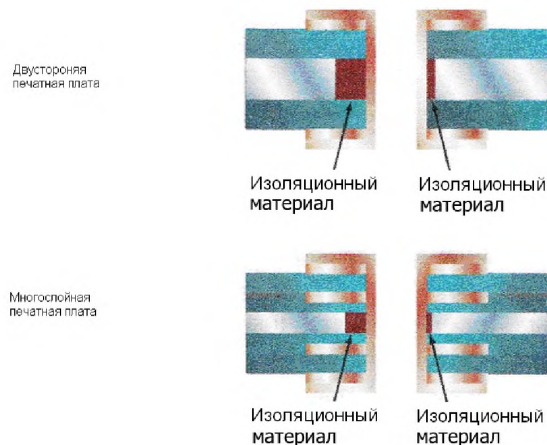 Двустороняя
печатная плата
Изоляционный
материал
Изоляционный
материал
Многослойная
печатная плата
Изоляционный
материал
Изоляционный
материал